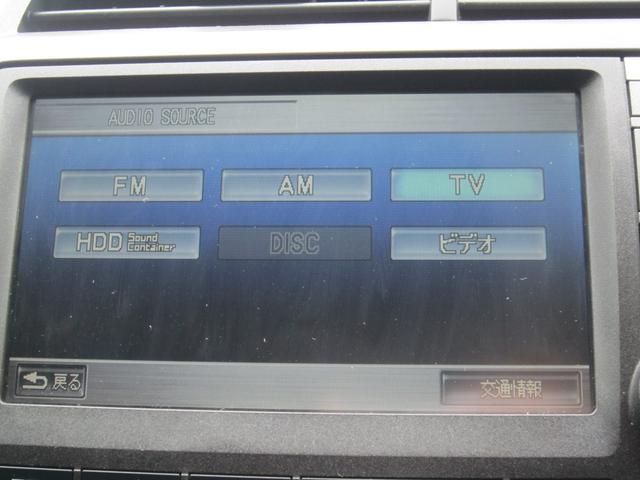 AUDIO SOURCE
FM AM TV
HDD Sound Container DISC ビデオ
戻る 交通情報